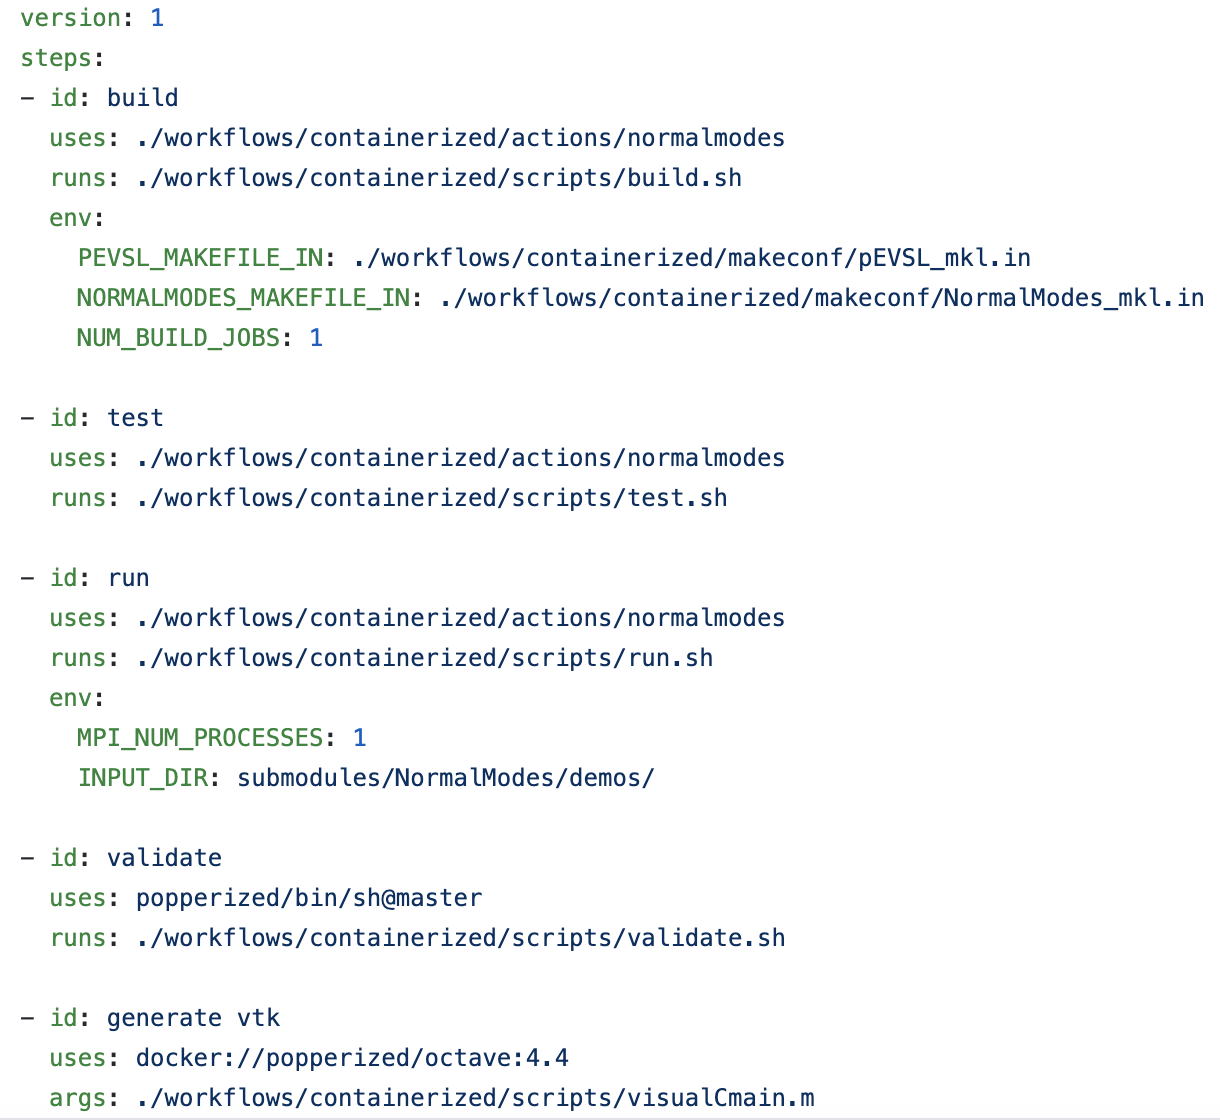 version: 1
steps:
- id: build
  uses: ./workflows/containerized/actions/normalmodes
  runs: ./workflows/containerized/scripts/build.sh
  env:
    PEVSL_MAKEFILE_IN: ./workflows/containerized/makeconf/pEVSL_mkl.in
    NORMALMODES_MAKEFILE_IN: ./workflows/containerized/makeconf/NormalModes_mkl.in
    NUM_BUILD_JOBS: 1

- id: test
  uses: ./workflows/containerized/actions/normalmodes
  runs: ./workflows/containerized/scripts/test.sh

- id: run
  uses: ./workflows/containerized/actions/normalmodes
  runs: ./workflows/containerized/scripts/run.sh
  env:
    MPI_NUM_PROCESSES: 1
    INPUT_DIR: submodules/NormalModes/demos/

- id: validate
  uses: popperized/bin/sh@master
  runs: ./workflows/containerized/scripts/validate.sh

- id: generate vtk
  uses: docker://popperized/octave:4.4
  args: ./workflows/containerized/scripts/visualCmain.m